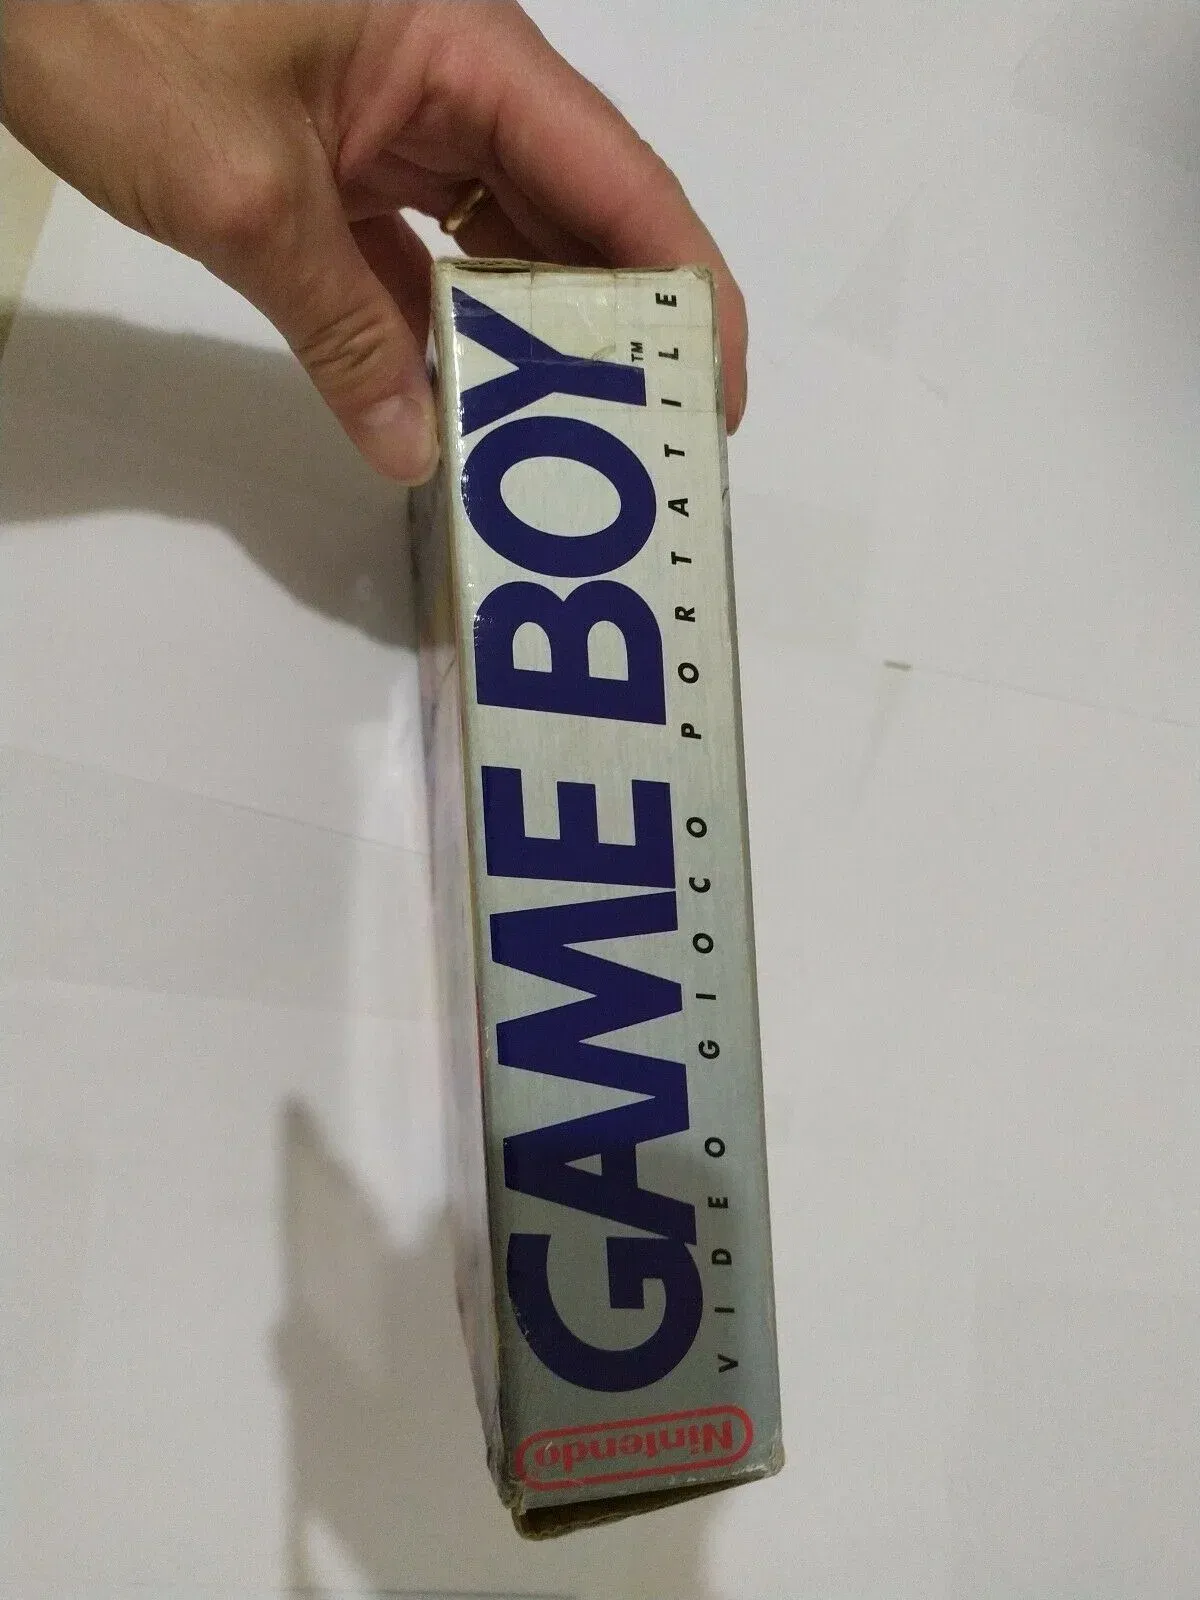 GAME BOY™
VIDEO GIOCO PORTATILE
Nintendo